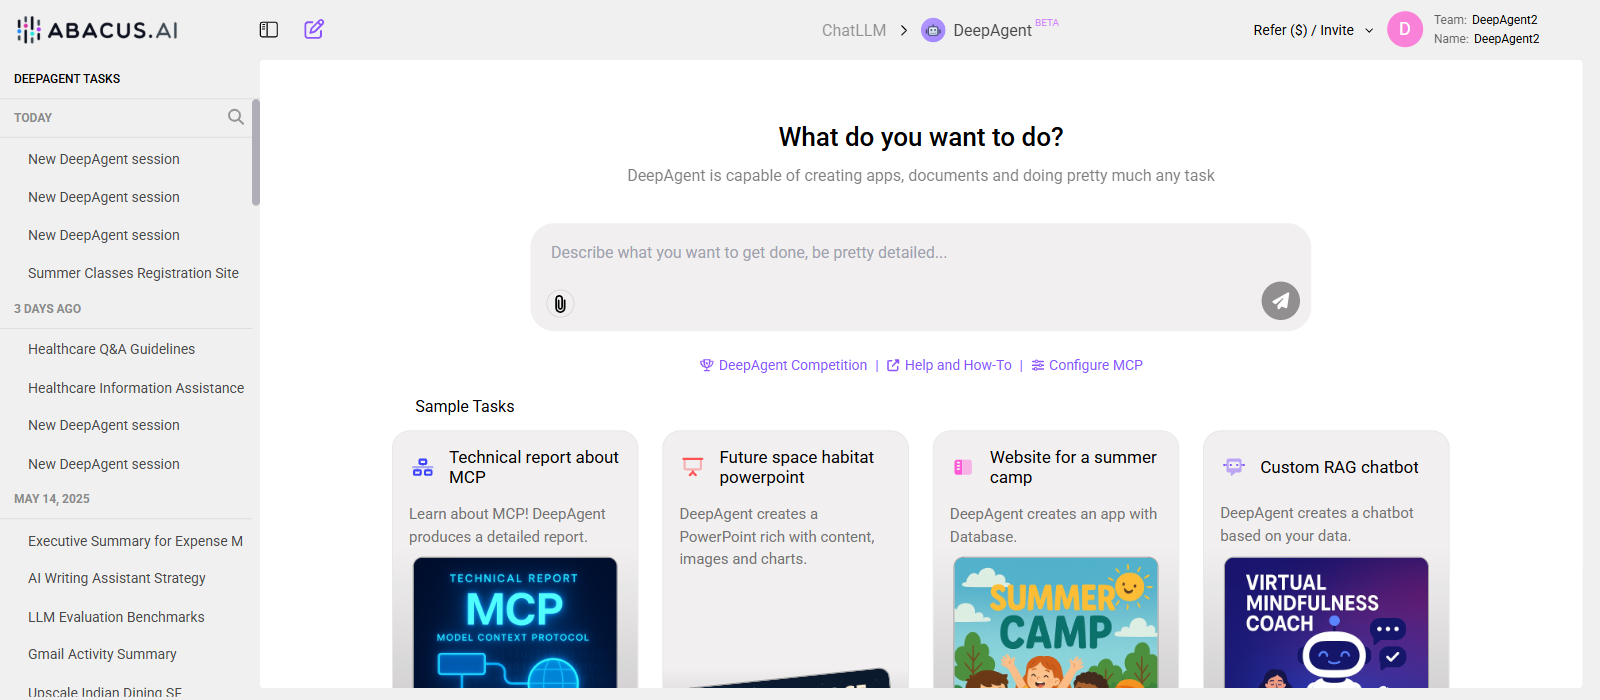 ABACUS.AI
ChatLLM
DeepAgent BETA
Refer ($) / Invite
D
Team: DeepAgent2
Name: DeepAgent2
DEEPAGENT TASKS
TODAY
New DeepAgent session
New DeepAgent session
New DeepAgent session
Summer Classes Registration Site
3 DAYS AGO
Healthcare Q&A Guidelines
Healthcare Information Assistance
New DeepAgent session
New DeepAgent session
MAY 14, 2025
Executive Summary for Expense M
AI Writing Assistant Strategy
LLM Evaluation Benchmarks
Gmail Activity Summary
Upscale Indian Dining SF
What do you want to do?
DeepAgent is capable of creating apps, documents and doing pretty much any task
Describe what you want to get done, be pretty detailed...
DeepAgent Competition | Help and How-To | Configure MCP
Sample Tasks
Technical report about
MCP
Learn about MCP! DeepAgent
produces a detailed report.
TECHNICAL REPORT
MCP
MODEL CONTEXT PROTOCOL
Future space habitat
powerpoint
DeepAgent creates a
PowerPoint rich with content,
images and charts.
Website for a summer
camp
DeepAgent creates an app with
Database.
SUMMER
CAMP
Custom RAG chatbot
DeepAgent creates a chatbot
based on your data.
VIRTUAL
MINDFULNESS
COACH